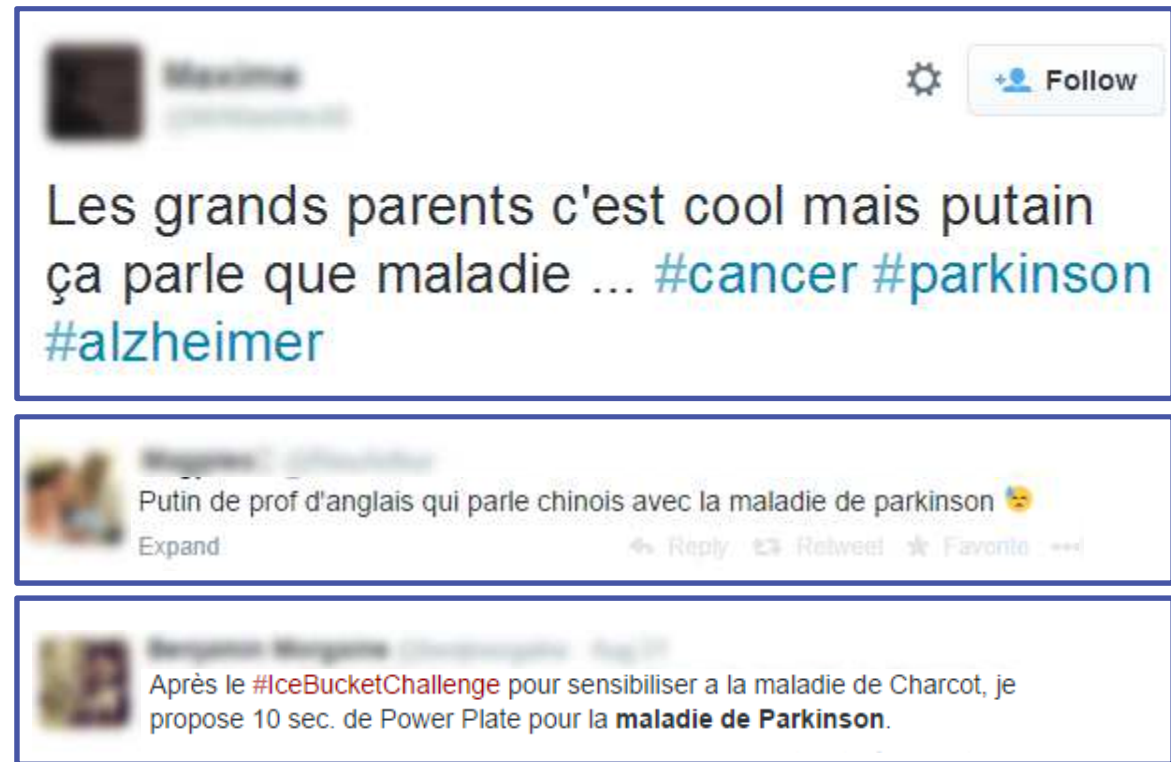 Follow
Les grands parents c'est cool mais putain
ça parle que maladie ... #cancer #parkinson
#alzheimer
Putin de prof d'anglais qui parle chinois avec la maladie de parkinson
Expand Reply Retweet Favorite
Après le #IceBucketChallenge pour sensibiliser a la maladie de Charcot, je
propose 10 sec. de Power Plate pour la maladie de Parkinson.